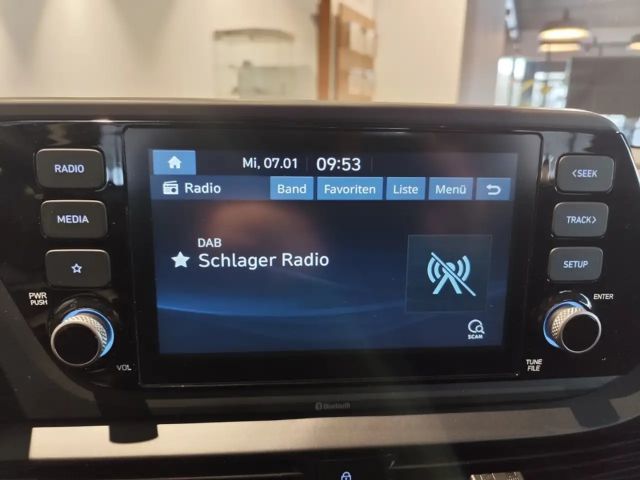 Mi, 07.01 09:53
RADIO
Radio Band Favoriten Liste Menü
<SEEK
MEDIA
TRACK>
DAB
Schlager Radio
SETUP
PWR
PUSH
ENTER
SCAN
VOL
TUNE
FILE
Bluetooth